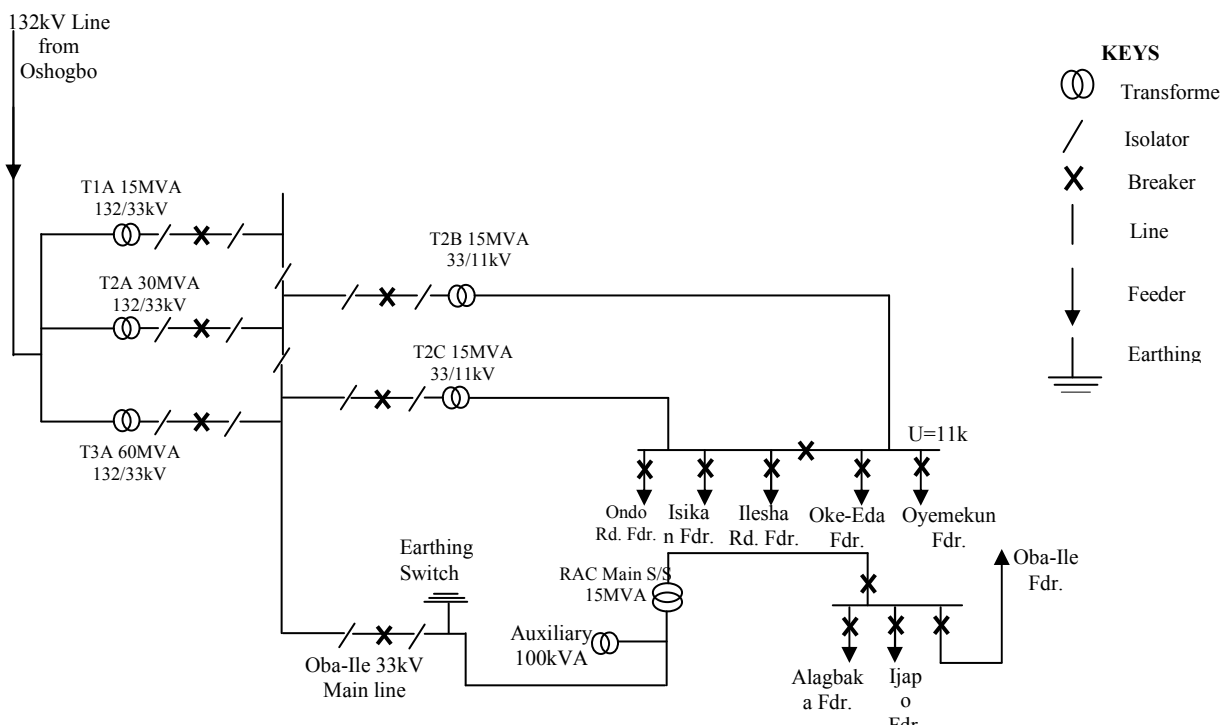 132kV Line
from
Oshogbo
KEYS
Transforme
Isolator
Breaker
Line
Feeder
Earthing
T1A 15MVA
132/33kV
T2A 30MVA
132/33kV
T3A 60MVA
132/33kV
T2B 15MVA
33/11kV
T2C 15MVA
33/11kV
U=11k
Ondo
Rd. Fdr.
Isika
n Fdr.
Ilesha
Rd. Fdr.
Oke-Eda
Fdr.
Oyemekun
Fdr.
Earthing
Switch
RAC Main S/S
15MVA
Oba-Ile
Fdr.
Auxiliary
100kVA
Oba-Ile 33kV
Main line
Alagbak
a Fdr.
Ijap
o
Fdr